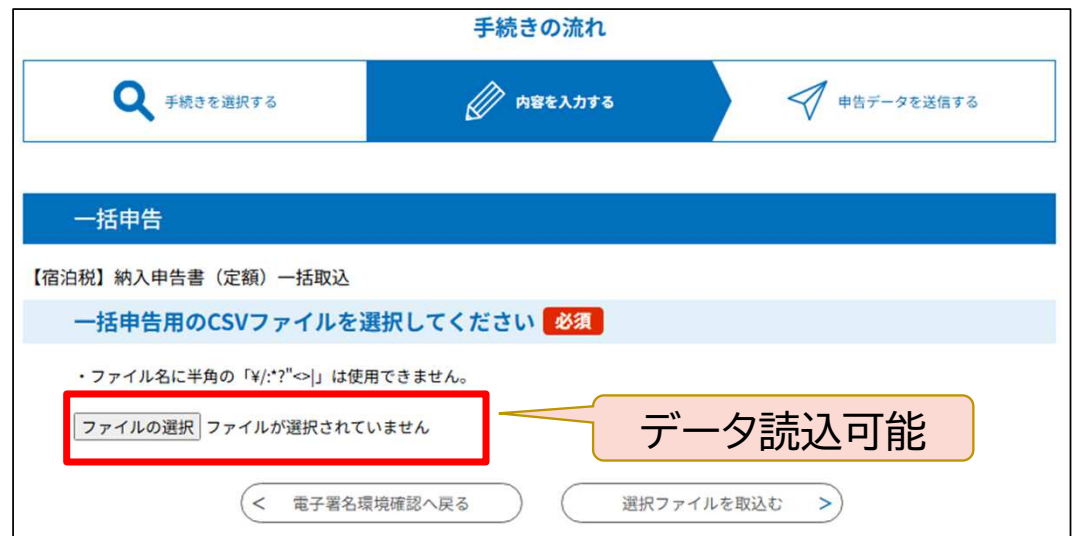 手続きの流れ
手続きを選択する
内容を入力する
申告データを送信する
一括申告
【宿泊税】納入申告書（定額）一括取込
一括申告用のCSVファイルを選択してください 必須
・ファイル名に半角の「¥/:*?"<>|」は使用できません。
ファイルの選択 ファイルが選択されていません
データ読込可能
< 電子署名環境確認へ戻る
選択ファイルを取込む >